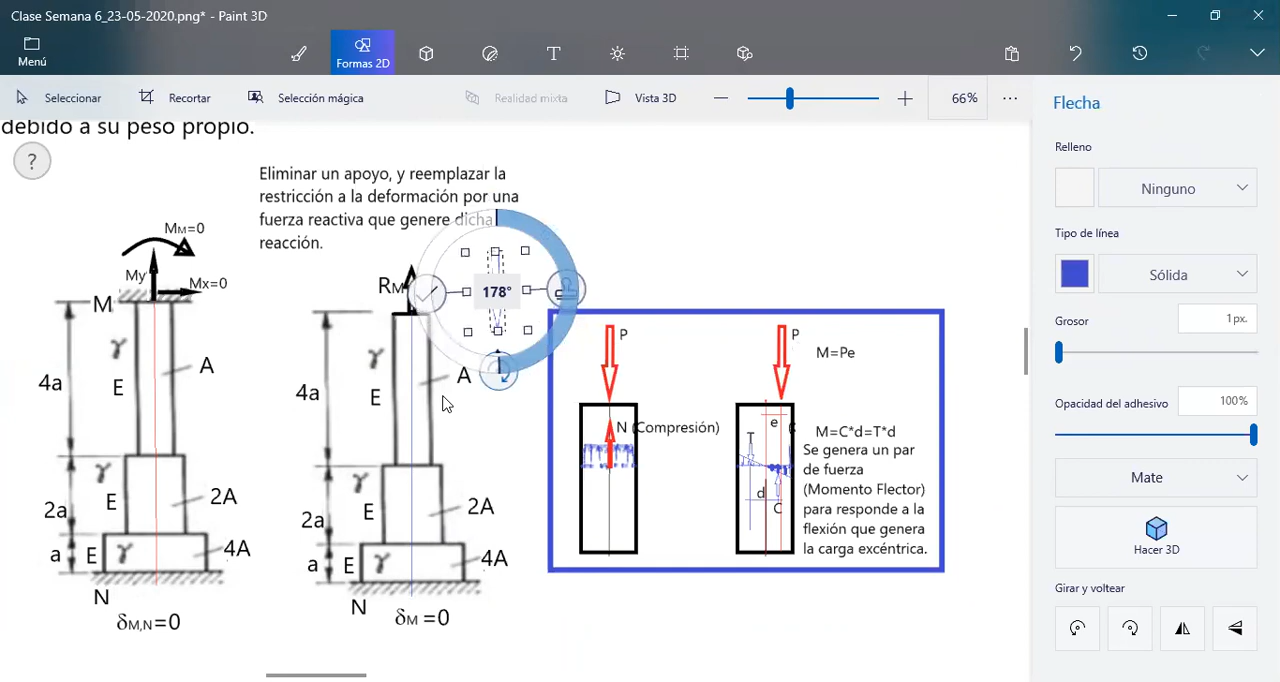 Clase Semana 6_23-05-2020.png* - Paint 3D
Menú
Formas 2D
Seleccionar
Recortar
Selección mágica
Realidad mixta
Vista 3D
66%
debido a su peso propio.
?
Eliminar un apoyo, y reemplazar la
restricción a la deformación por una
fuerza reactiva que genere dicha
reacción.
MM=0
My
Mx=0
M
γ
A
4a
E
γ
E
2A
2a
a
E
γ
4A
N
δM,N=0
RM
γ
A
4a
E
γ
E
2A
2a
a
E
γ
4A
N
δM =0
178°
P
N (Compresión)
P
M=Pe
e
T
d
C
M=C*d=T*d
Se genera un par
de fuerza
(Momento Flector)
para responde a la
flexión que genera
la carga excéntrica.
Flecha
Relleno
Ninguno
Tipo de línea
Sólida
Grosor
1px.
Opacidad del adhesivo
100%
Mate
Hacer 3D
Girar y voltear